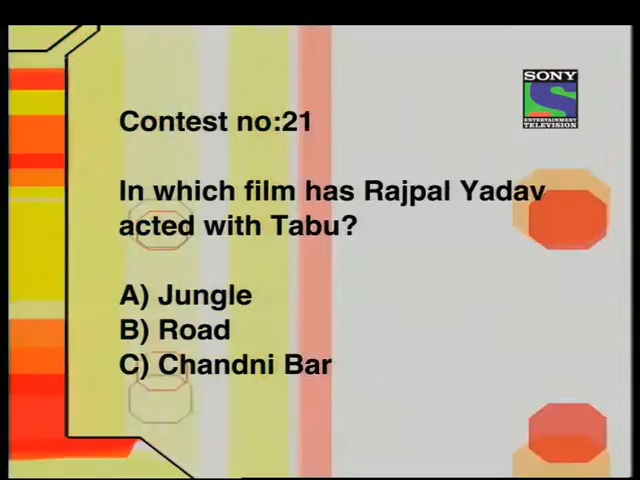 SONY
ENTERTAINMENT
TELEVISION
Contest no:21
In which film has Rajpal Yadav
acted with Tabu?
A) Jungle
B) Road
C) Chandni Bar